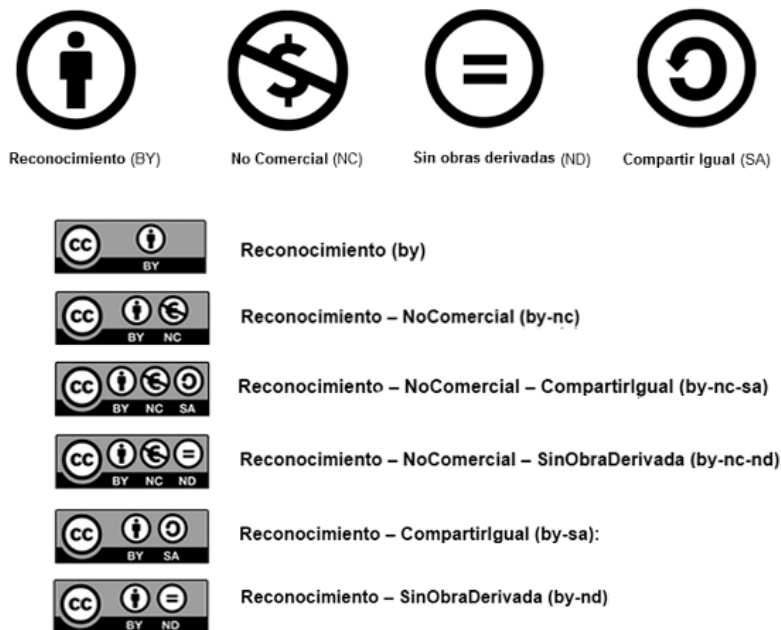 Reconocimiento (BY)
No Comercial (NC)
Sin obras derivadas (ND)
Compartir Igual (SA)
cc BY
Reconocimiento (by)
cc BY NC
Reconocimiento – NoComercial (by-nc)
cc BY NC SA
Reconocimiento – NoComercial – CompartirIgual (by-nc-sa)
cc BY NC ND
Reconocimiento – NoComercial – SinObraDerivada (by-nc-nd)
cc BY SA
Reconocimiento – CompartirIgual (by-sa):
cc BY ND
Reconocimiento – SinObraDerivada (by-nd)